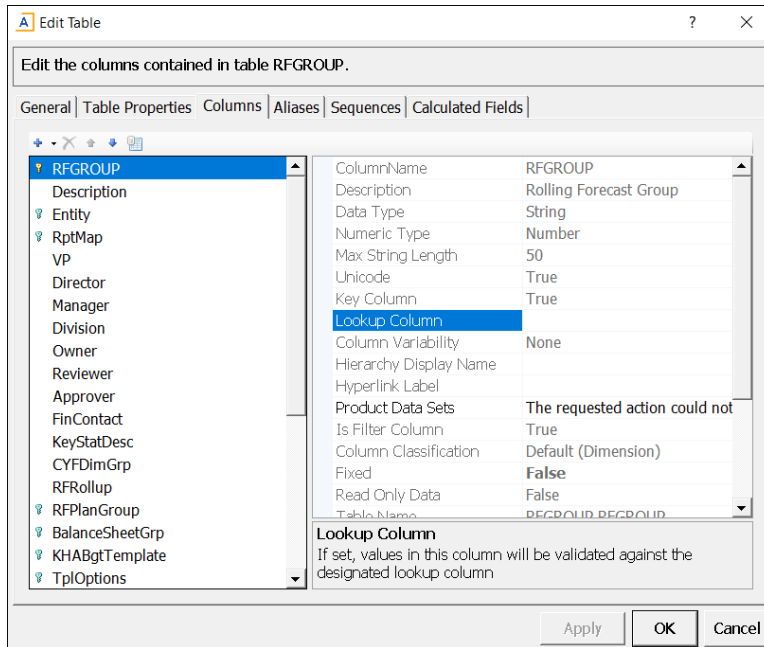 A Edit Table ?
Edit the columns contained in table RFGROUP.
General Table Properties Columns Aliases Sequences Calculated Fields
RFGROUP
Description
Entity
RptMap
VP
Director
Manager
Division
Owner
Reviewer
Approver
FinContact
KeyStatDesc
CYFDimGrp
RFRollup
RFPlanGroup
BalanceSheetGrp
KHABgtTemplate
TplOptions
ColumnName RFGROUP
Description Rolling Forecast Group
Data Type String
Numeric Type Number
Max String Length 50
Unicode True
Key Column True
Lookup Column
Column Variability None
Hierarchy Display Name
Hyperlink Label
Product Data Sets The requested action could not
Is Filter Column True
Column Classification Default (Dimension)
Fixed False
Read Only Data False
Table Name RFGROUP.RFGROUP
Lookup Column
If set, values in this column will be validated against the
designated lookup column
Apply OK Cancel